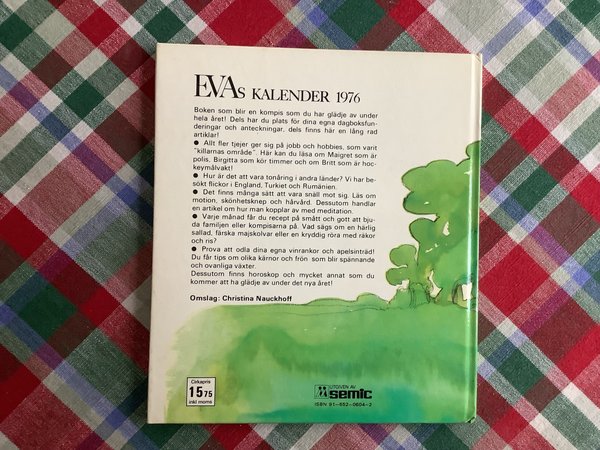 EVAs KALENDER 1976
Boken som blir en kompis som du har glädje av under
hela året! Dels har du plats för dina egna dagboksfun-
deringar och anteckningar, dels finns här en lång rad
artiklar!
● Allt fler tjejer ger sig på jobb och hobbies, som varit
"killarnas område". Här kan du läsa om Maigret som är
polis, Birgitta som kör timmer och om Britt som är hoc-
keymålvakt!
● Hur är det att vara tonåring i andra länder? Vi har be-
sökt flickor i England, Turkiet och Rumänien.
● Det finns många sätt att vara snäll mot sig. Läs om
motion, skönhetsknep och hårvård. Dessutom handlar
en artikel om hur man kopplar av med meditation.
● Varje månad får du recept på smått och gott att bju-
da familjen eller kompisarna på. Vad sägs om en härlig
sallad, färska majskolvar eller en kryddig röra med räkor
och ris?
● Prova att odla dina egna vinrankor och apelsinträd!
Du får tips om olika kärnor och frön som blir spännande
och ovanliga växter.
Dessutom finns horoskop och mycket annat som du
kommer att ha glädje av under det nya året!
Omslag: Christina Nauckhoff
Cirkapris
15 75
inkl moms
UTGIVEN AV
semic
ISBN 91-552-0604-2